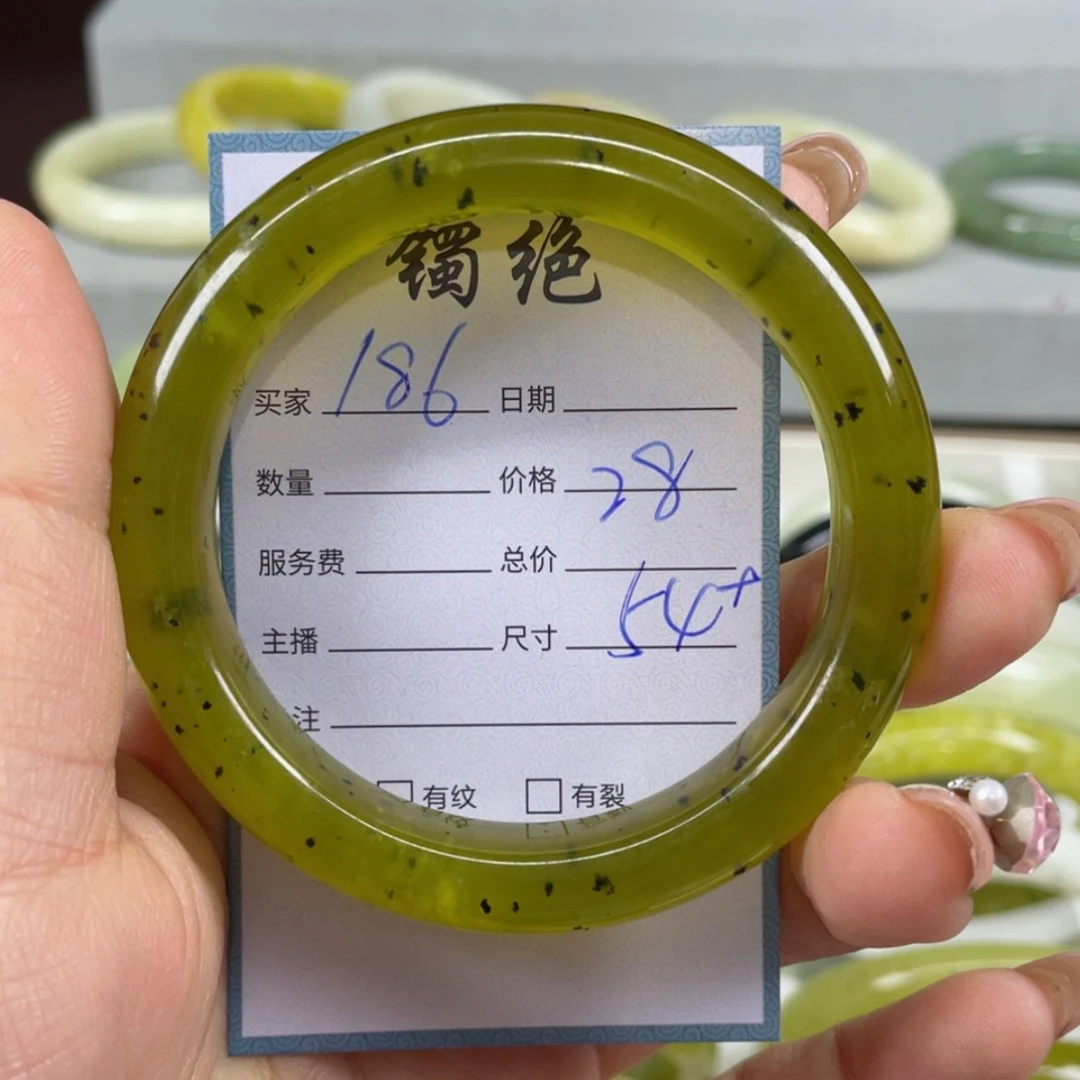 镯绝
买家 186 日期
数量 价格 28
服务费 总价
主播 尺寸 54+
注
有纹 有裂